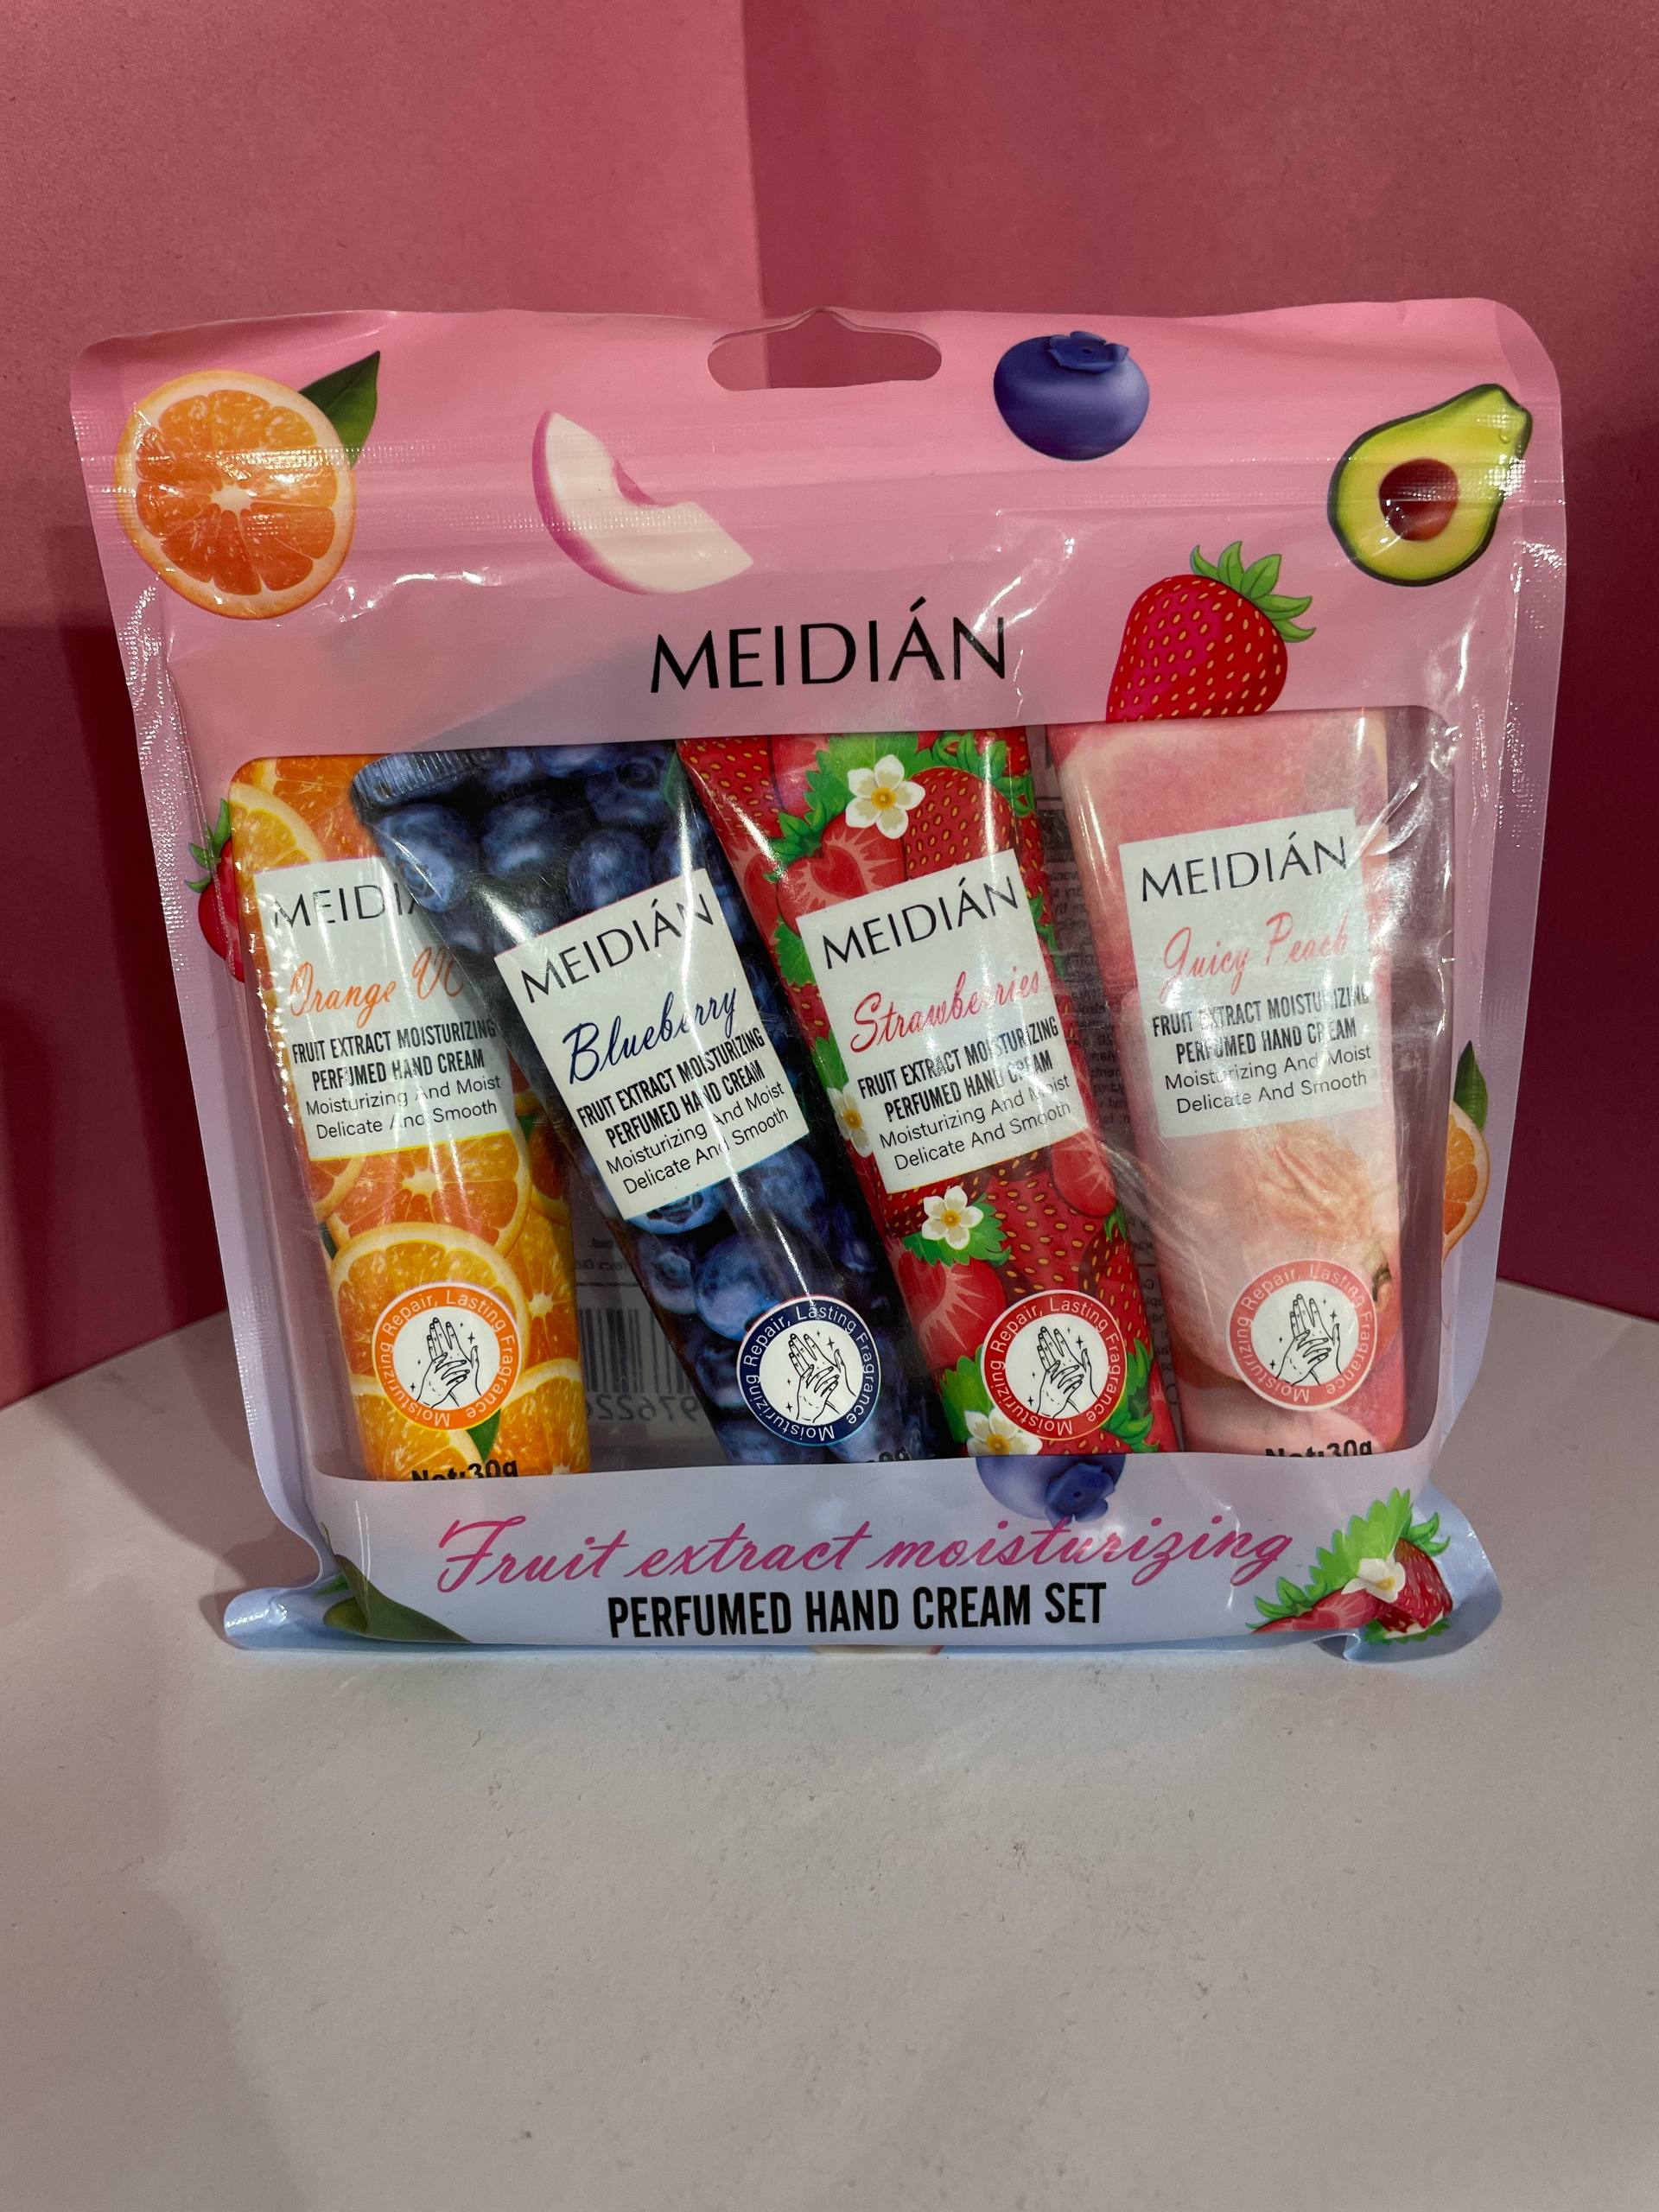 MEIDIÁN
MEIDIÁ
Orange VC
FRUIT EXTRACT MOISTURIZING
PERFUMED HAND CREAM
Moisturizing And Moist
Delicate And Smooth
Moisturizing Repair, Lasting Fragrance
Net:30g
MEIDIÁN
Blueberry
FRUIT EXTRACT MOISTURIZING
PERFUMED HAND CREAM
Moisturizing And Moist
Delicate And Smooth
Moisturizing Repair, Lasting Fragrance
MEIDIÁN
Strawberries
FRUIT EXTRACT MOISTURIZING
PERFUMED HAND CREAM
Moisturizing And Moist
Delicate And Smooth
Moisturizing Repair, Lasting Fragrance
MEIDIÁN
Juicy Peach
FRUIT EXTRACT MOISTURIZING
PERFUMED HAND CREAM
Moisturizing And Moist
Delicate And Smooth
Moisturizing Repair, Lasting Fragrance
Net:30g
Fruit extract moisturizing
PERFUMED HAND CREAM SET